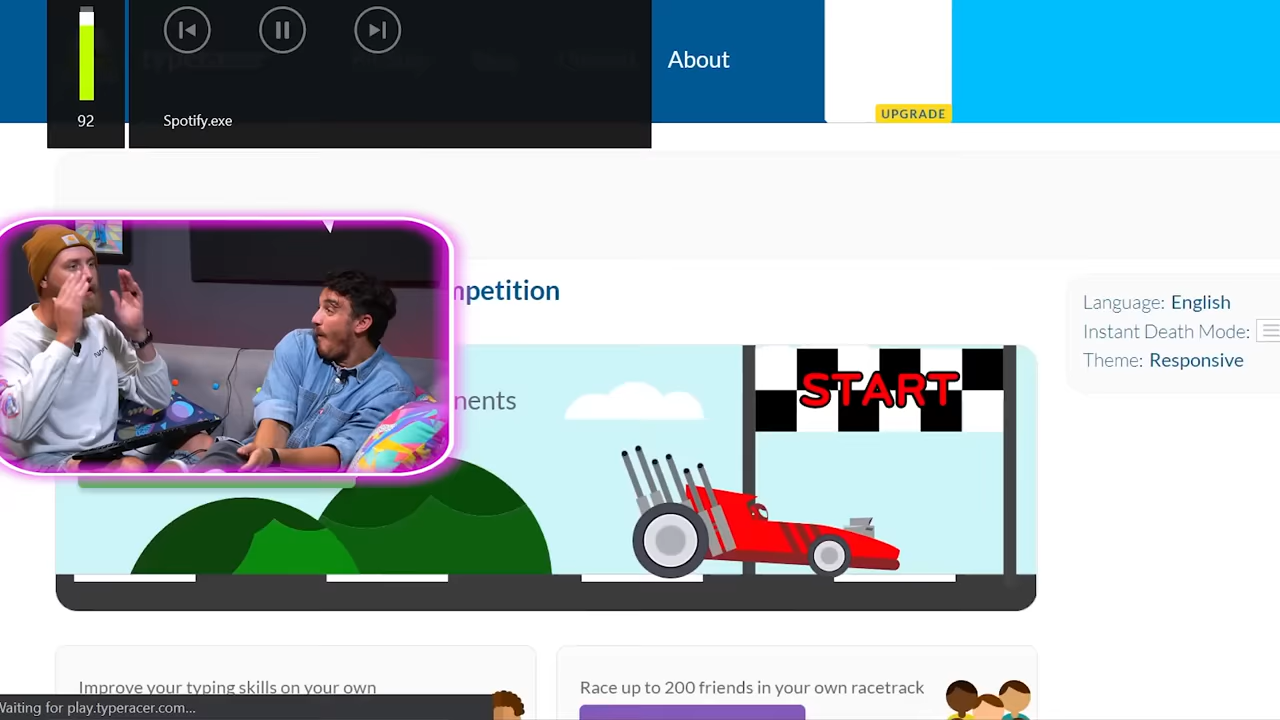 About
92
Spotify.exe
UPGRADE
mpetition
Language: English
Instant Death Mode:
Theme: Responsive
START
nents
Improve your typing skills on your own
Race up to 200 friends in your own racetrack
Waiting for play.typeracer.com...